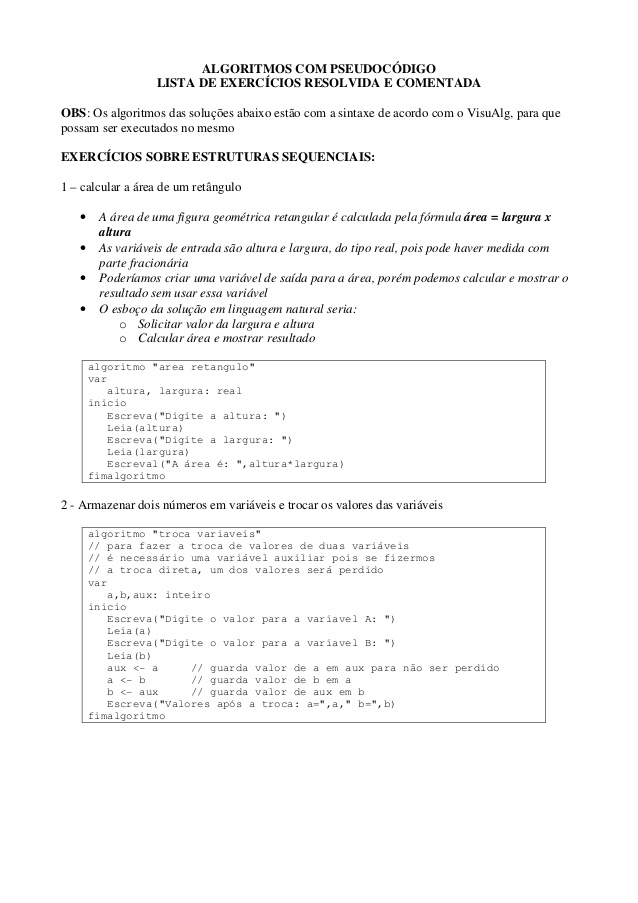 ALGORITMOS COM PSEUDOCÓDIGO
LISTA DE EXERCÍCIOS RESOLVIDA E COMENTADA
OBS: Os algoritmos das soluções abaixo estão com a sintaxe de acordo com o VisuAlg, para que
possam ser executados no mesmo
EXERCÍCIOS SOBRE ESTRUTURAS SEQUENCIAIS:
1 – calcular a área de um retângulo
• A área de uma figura geométrica retangular é calculada pela fórmula área = largura x
altura
• As variáveis de entrada são altura e largura, do tipo real, pois pode haver medida com
parte fracionária
• Poderíamos criar uma variável de saída para a área, porém podemos calcular e mostrar o
resultado sem usar essa variável
• O esboço da solução em linguagem natural seria:
o Solicitar valor da largura e altura
o Calcular área e mostrar resultado
algoritmo "area retangulo"
var
altura, largura: real
inicio
Escreva("Digite a altura: ")
Leia(altura)
Escreva("Digite a largura: ")
Leia(largura)
Escreval("A área é: ",altura*largura)
fimalgoritmo
2 - Armazenar dois números em variáveis e trocar os valores das variáveis
algoritmo "troca variaveis"
// para fazer a troca de valores de duas variáveis
// é necessário uma variável auxiliar pois se fizermos
// a troca direta, um dos valores será perdido
var
a,b,aux: inteiro
inicio
Escreva("Digite o valor para a variavel A: ")
Leia(a)
Escreva("Digite o valor para a variavel B: ")
Leia(b)
aux <- a // guarda valor de a em aux para não ser perdido
a <- b // guarda valor de b em a
b <- aux // guarda valor de aux em b
Escreva("Valores após a troca: a=",a," b=",b)
fimalgoritmo